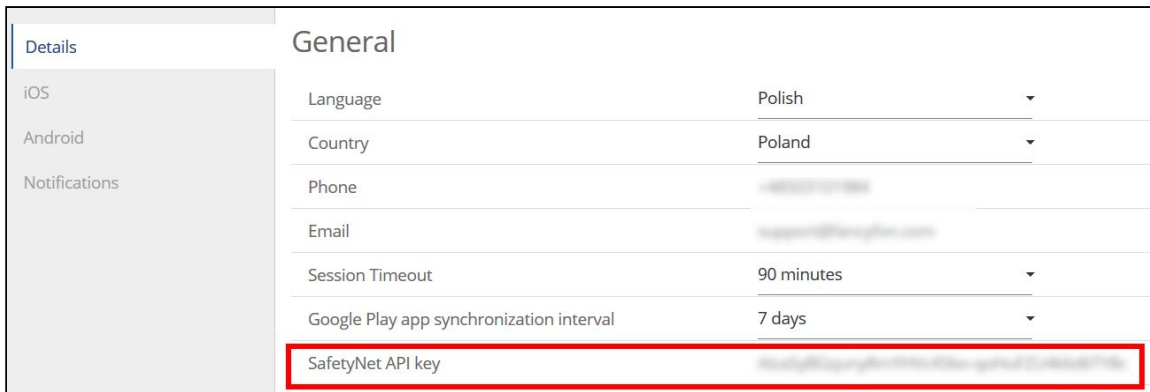 Details
General
iOS
Language Polish
Android
Country Poland
Notifications
Phone
Email
Session Timeout 90 minutes
Google Play app synchronization interval 7 days
SafetyNet API key